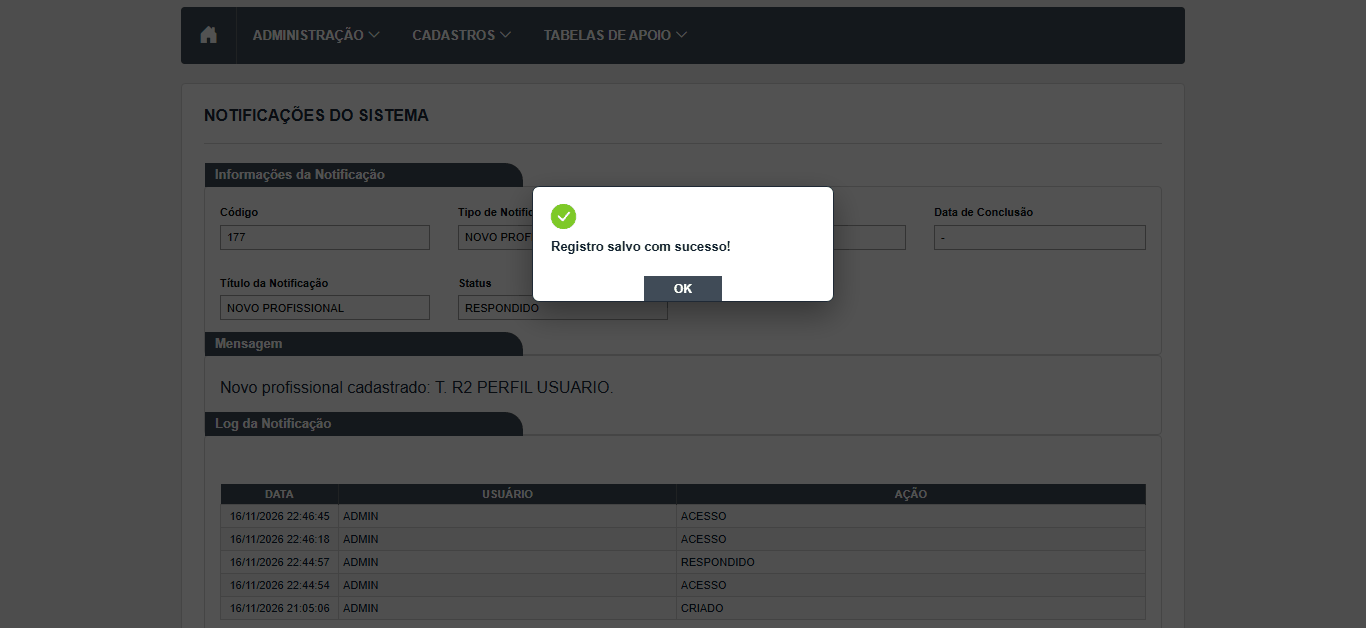 ADMINISTRAÇÃO CADASTROS TABELAS DE APOIO
NOTIFICAÇÕES DO SISTEMA
Informações da Notificação
Código Tipo de Data de Conclusão
177 NOVO -
Registro salvo com sucesso!
OK
Título da Notificação Status
NOVO PROFISSIONAL RESPONDIDO
Mensagem
Novo profissional cadastrado: T. R2 PERFIL USUARIO.
Log da Notificação
DATA USUÁRIO AÇÃO
16/11/2026 22:46:45 ADMIN ACESSO
16/11/2026 22:46:18 ADMIN ACESSO
16/11/2026 22:44:57 ADMIN RESPONDIDO
16/11/2026 22:44:54 ADMIN ACESSO
16/11/2026 21:05:06 ADMIN CRIADO